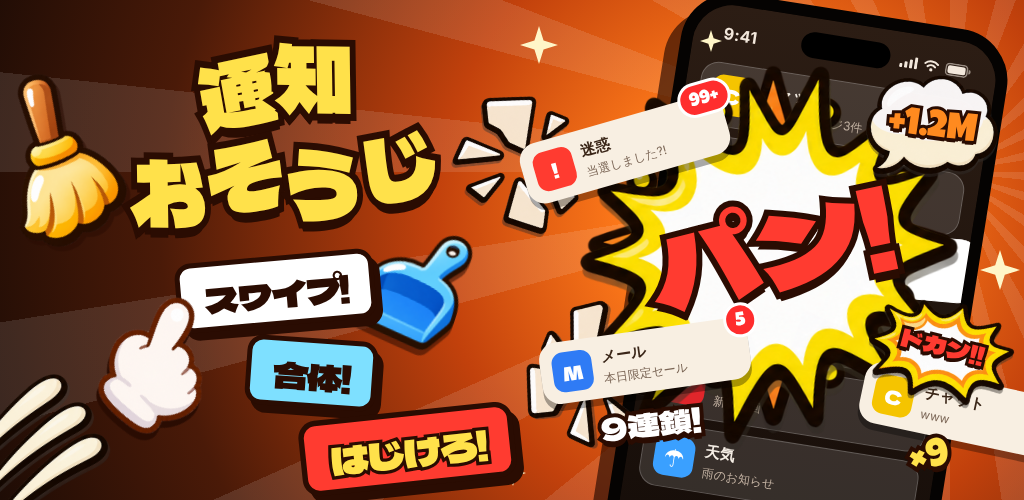 通知
おそうじ
スワイプ!
合体!
はじけろ!
9:41
99+
迷惑
当選しました?!
3件
+1.2M
パン!
5
M
メール
本日限定セール
ドカン!!
C
チャット
www
9連鎖!
+9
天気
雨のお知らせ